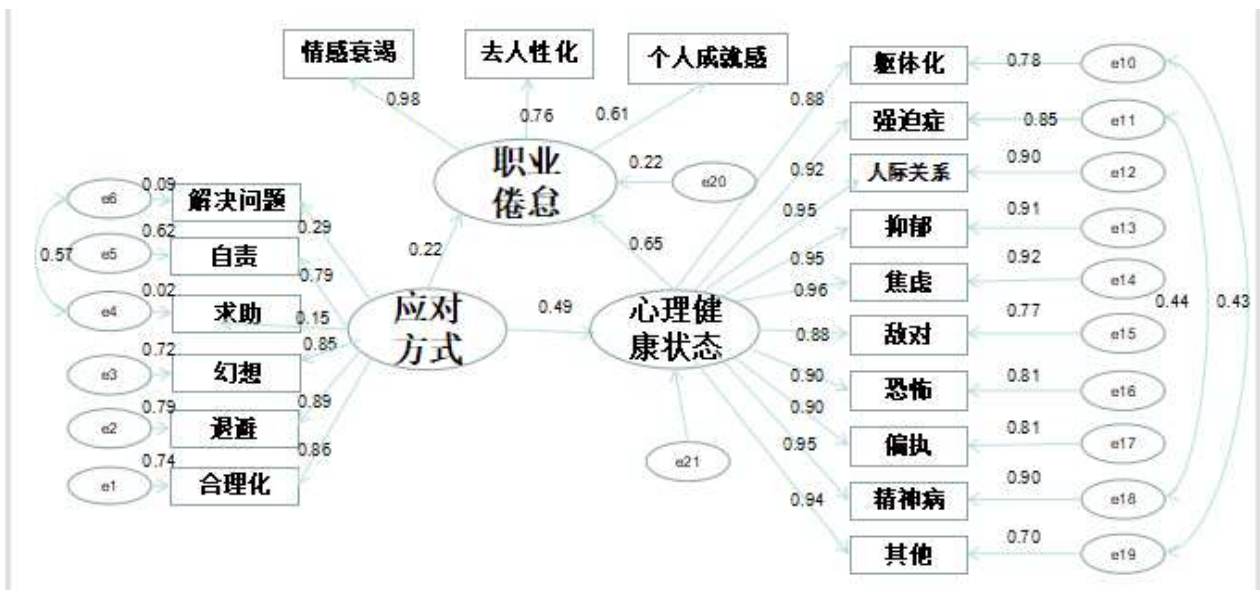 情感衰竭
去人性化
个人成就感
0.98
0.76
0.61
职业
倦怠
0.22
e20
e6
0.09
解决问题
0.29
0.57
e5
0.62
自责
0.79
e4
0.02
求助
0.15
e3
0.72
幻想
0.85
e2
0.79
退避
0.89
e1
0.74
合理化
0.86
应对
方式
0.22
0.49
0.65
心理健
康状态
e21
0.88
躯体化
0.78
e10
0.92
强迫症
0.85
e11
0.95
人际关系
0.90
e12
0.95
抑郁
0.91
e13
0.96
焦虑
0.92
e14
0.88
敌对
0.77
e15
0.90
恐怖
0.81
e16
0.90
偏执
0.81
e17
0.95
精神病
0.90
e18
0.94
其他
0.70
e19
0.44
0.43